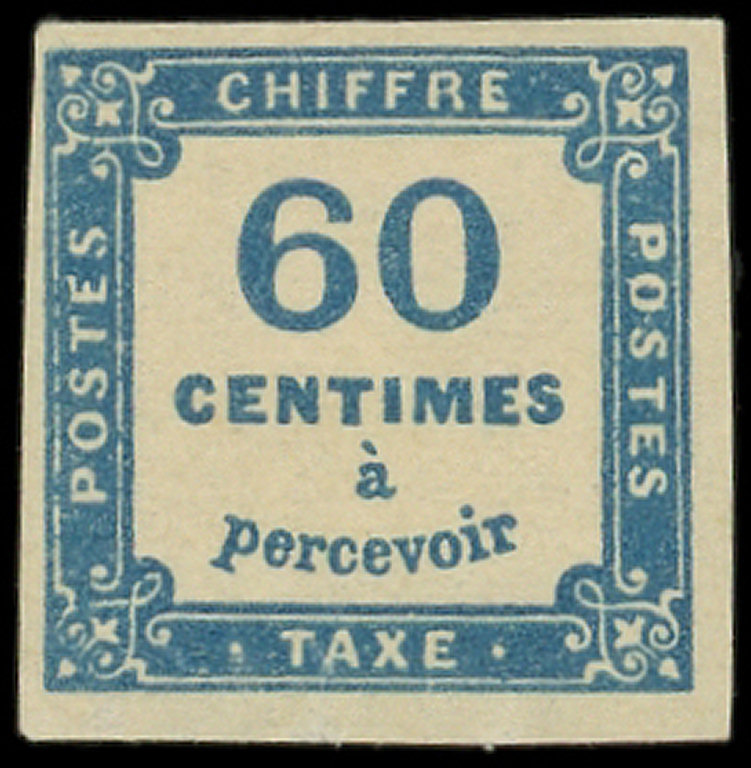 CHIFFRE
POSTES
60
CENTIMES
à
percevoir
POSTES
· TAXE ·